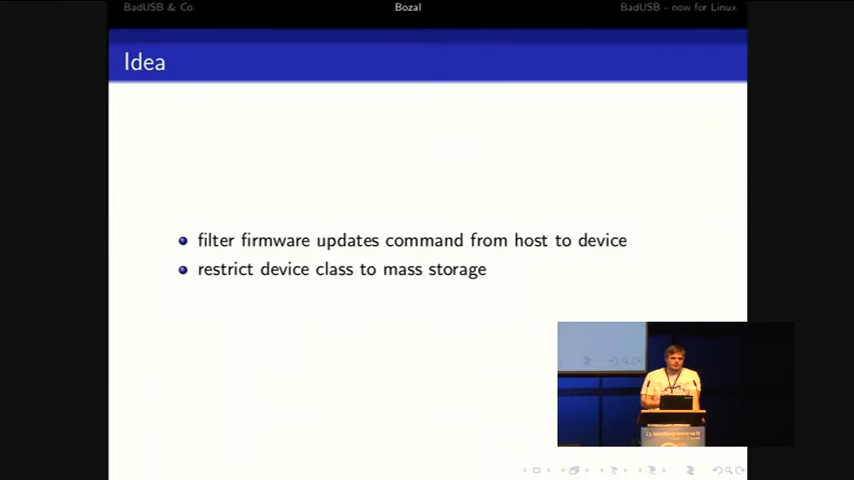 BadUSB & Co.
Bozal
BadUSB - now for Linux
Idea
filter firmware updates command from host to device
restrict device class to mass storage